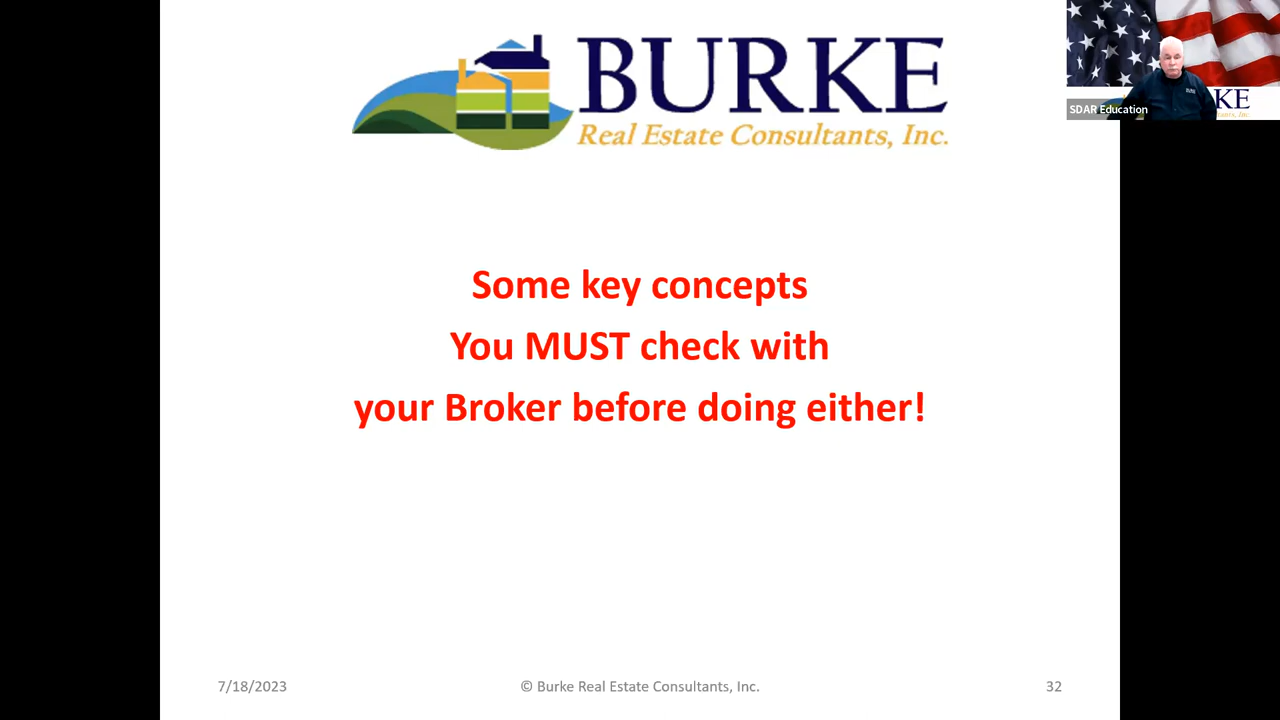 BURKE
Real Estate Consultants, Inc.
SDAR Education
KE
Some key concepts
You MUST check with
your Broker before doing either!
7/18/2023
© Burke Real Estate Consultants, Inc.
32